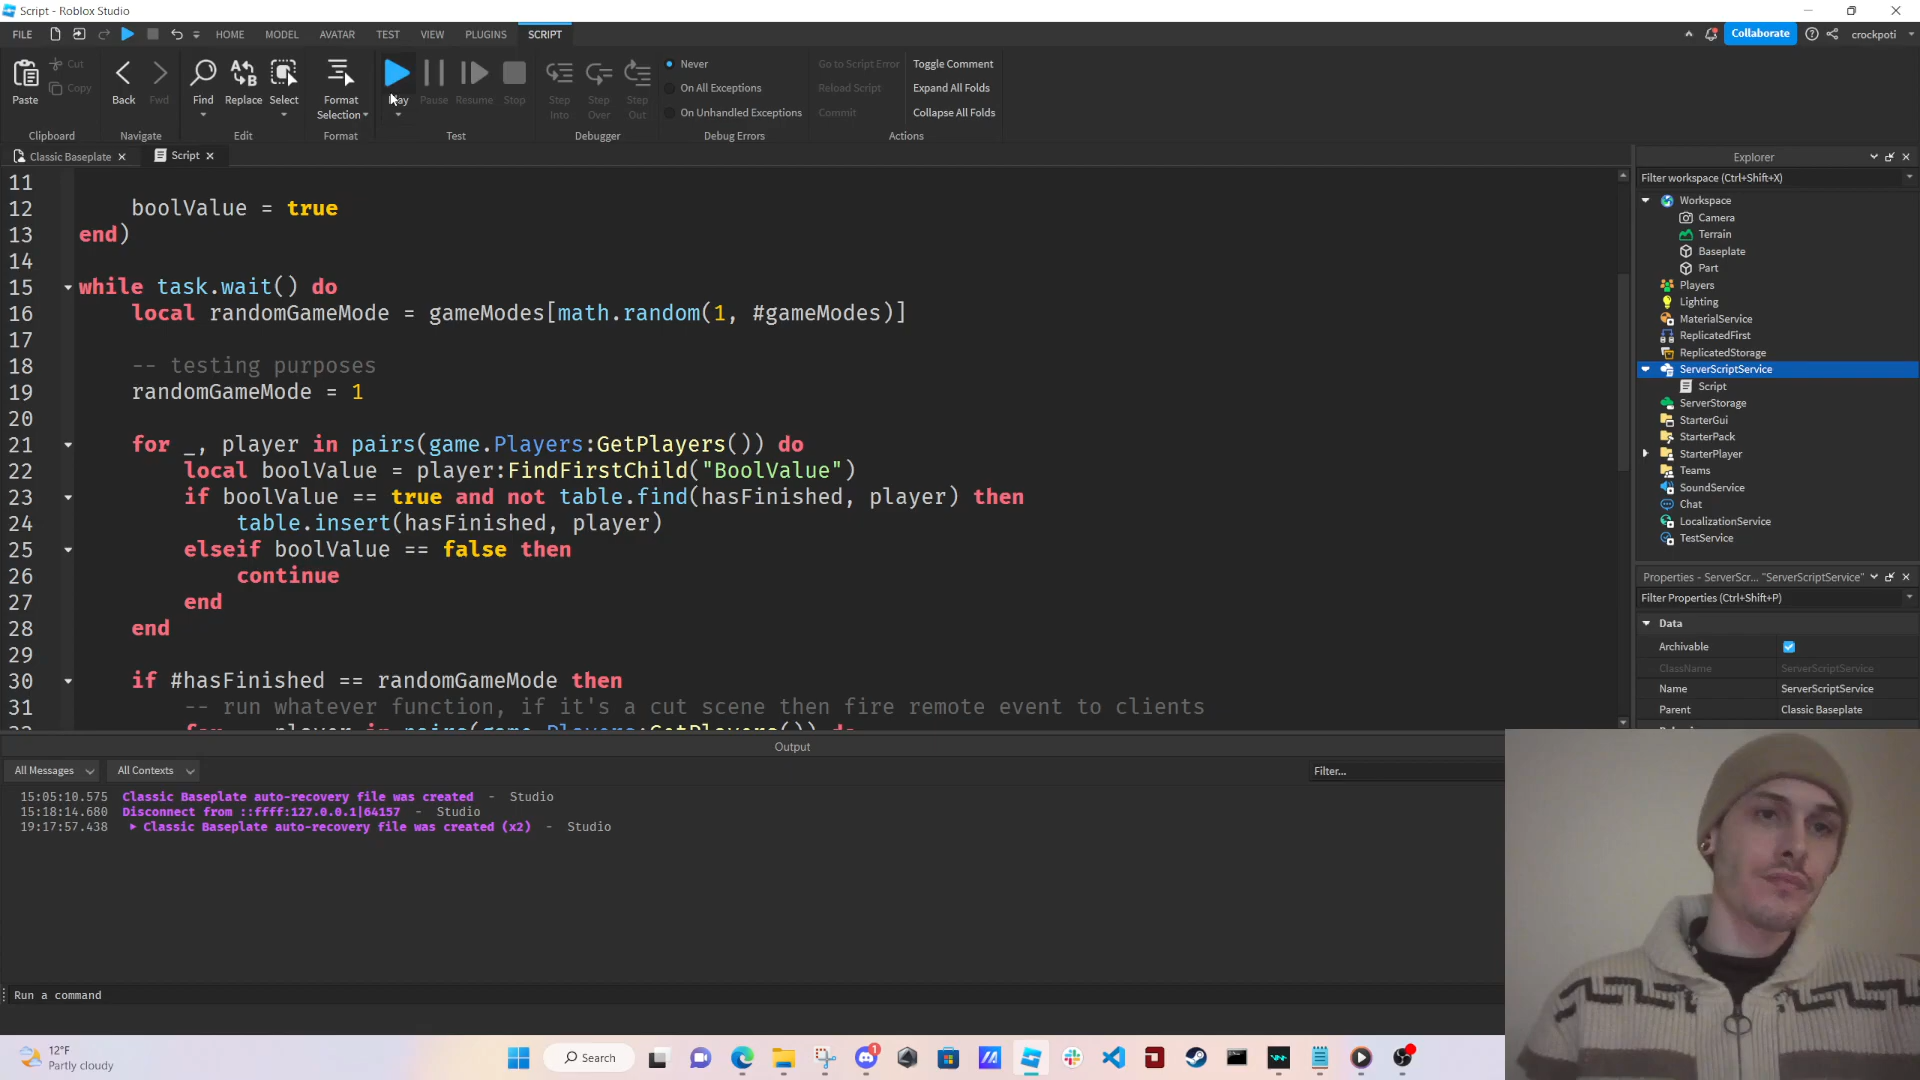 Script - Roblox Studio
FILE
HOME
MODEL
AVATAR
TEST
VIEW
PLUGINS
SCRIPT
Collaborate
crockpoti
Paste
Cut
Copy
Clipboard
Back
Fwd
Navigate
Find
Replace
Select
Edit
Format
Selection
Format
Pause
Resume
Stop
Test
Step
Into
Step
Over
Step
Out
Debugger
Never
On All Exceptions
On Unhandled Exceptions
Debug Errors
Go to Script Error
Reload Script
Commit
Toggle Comment
Expand All Folds
Collapse All Folds
Actions
Classic Baseplate
Script
11
12 boolValue = true
13 end)
14
15 while task.wait() do
16 local randomGameMode = gameModes[math.random(1, #gameModes)]
17
18 -- testing purposes
19 randomGameMode = 1
20
21 for _, player in pairs(game.Players:GetPlayers()) do
22 local boolValue = player:FindFirstChild("BoolValue")
23 if boolValue == true and not table.find(hasFinished, player) then
24 table.insert(hasFinished, player)
25 elseif boolValue == false then
26 continue
27 end
28 end
29
30 if #hasFinished == randomGameMode then
31 -- run whatever function, if it's a cut scene then fire remote event to clients
Explorer
Filter workspace (Ctrl+Shift+X)
Workspace
Camera
Terrain
Baseplate
Part
Players
Lighting
MaterialService
ReplicatedFirst
ReplicatedStorage
ServerScriptService
Script
ServerStorage
StarterGui
StarterPack
StarterPlayer
Teams
SoundService
Chat
LocalizationService
TestService
Properties - ServerScr... "ServerScriptService"
Filter Properties (Ctrl+Shift+P)
Data
Archivable
ClassName ServerScriptService
Name ServerScriptService
Parent Classic Baseplate
Output
All Messages
All Contexts
Filter...
15:05:10.575 Classic Baseplate auto-recovery file was created - Studio
15:18:14.680 Disconnect from ::ffff:127.0.0.1|64157 - Studio
19:17:57.438 Classic Baseplate auto-recovery file was created (x2) - Studio
Run a command
12°F
Partly cloudy
Search
1